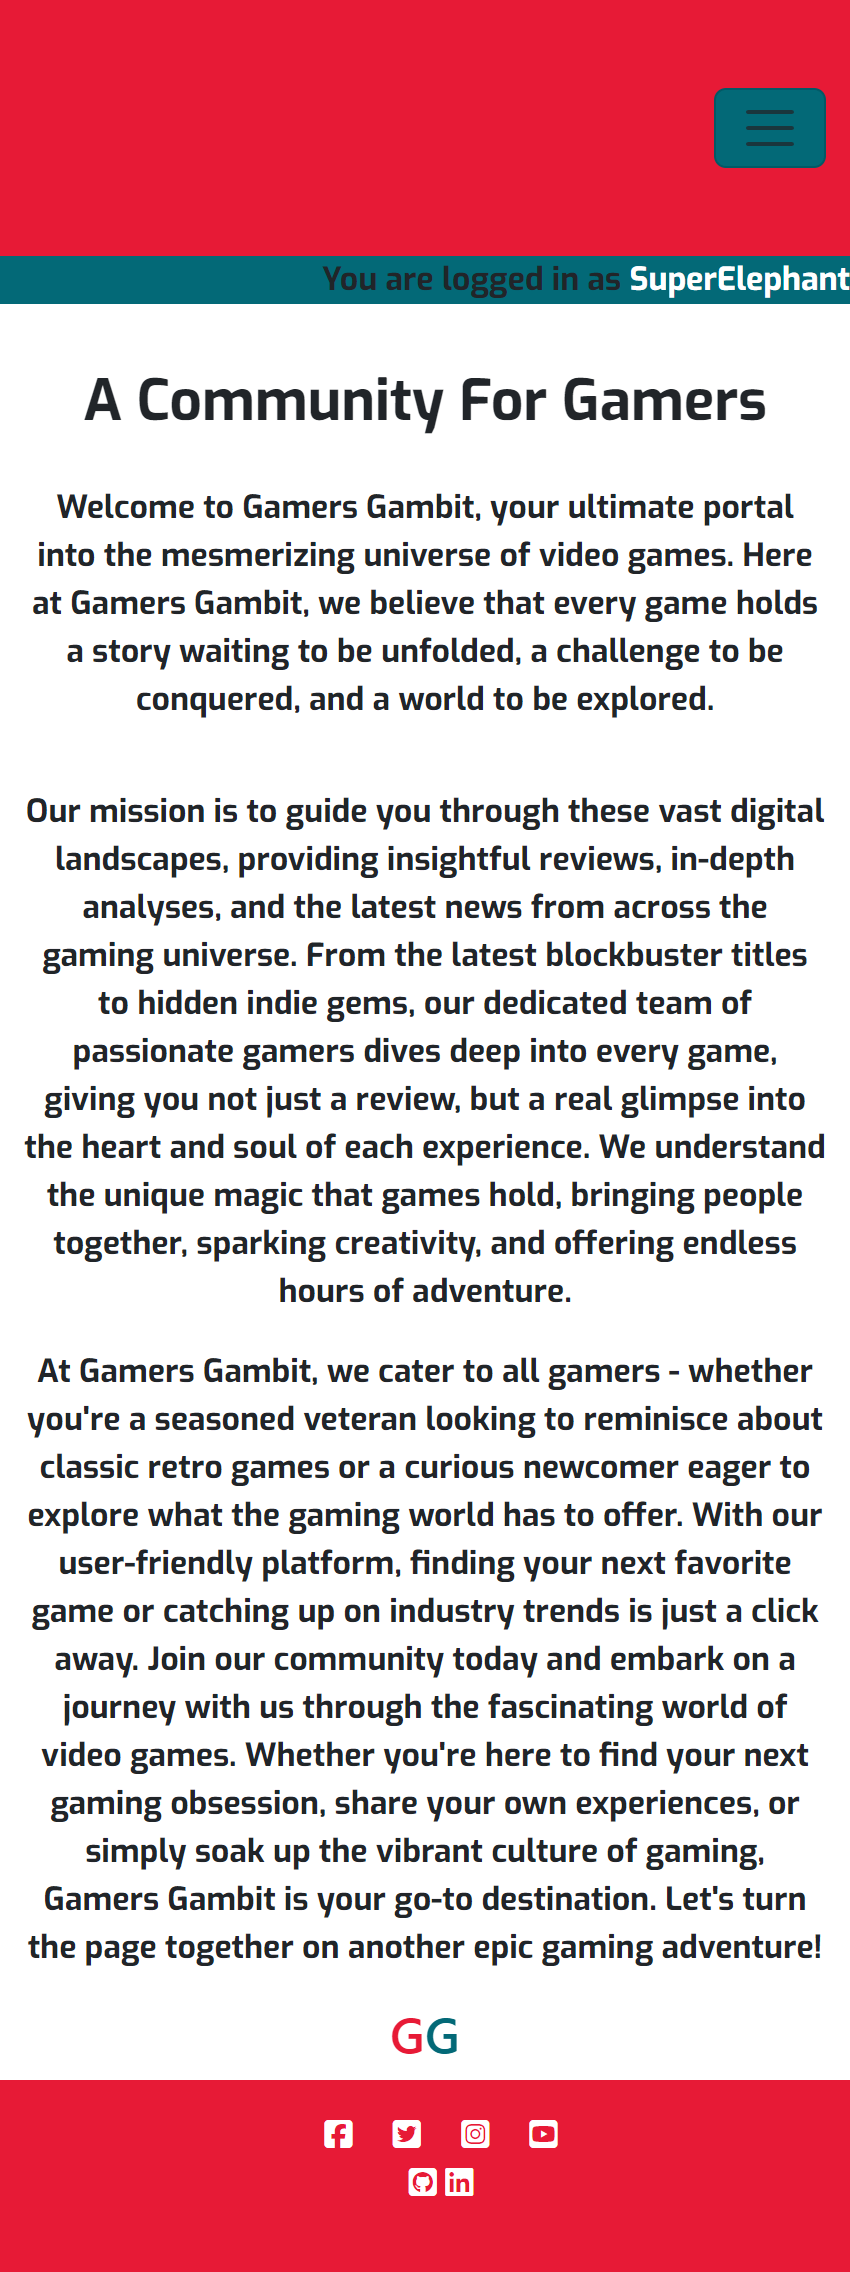 You are logged in as SuperElephant
A Community For Gamers
Welcome to Gamers Gambit, your ultimate portal
into the mesmerizing universe of video games. Here
at Gamers Gambit, we believe that every game holds
a story waiting to be unfolded, a challenge to be
conquered, and a world to be explored.
Our mission is to guide you through these vast digital
landscapes, providing insightful reviews, in-depth
analyses, and the latest news from across the
gaming universe. From the latest blockbuster titles
to hidden indie gems, our dedicated team of
passionate gamers dives deep into every game,
giving you not just a review, but a real glimpse into
the heart and soul of each experience. We understand
the unique magic that games hold, bringing people
together, sparking creativity, and offering endless
hours of adventure.
At Gamers Gambit, we cater to all gamers - whether
you're a seasoned veteran looking to reminisce about
classic retro games or a curious newcomer eager to
explore what the gaming world has to offer. With our
user-friendly platform, finding your next favorite
game or catching up on industry trends is just a click
away. Join our community today and embark on a
journey with us through the fascinating world of
video games. Whether you're here to find your next
gaming obsession, share your own experiences, or
simply soak up the vibrant culture of gaming,
Gamers Gambit is your go-to destination. Let's turn
the page together on another epic gaming adventure!
GG